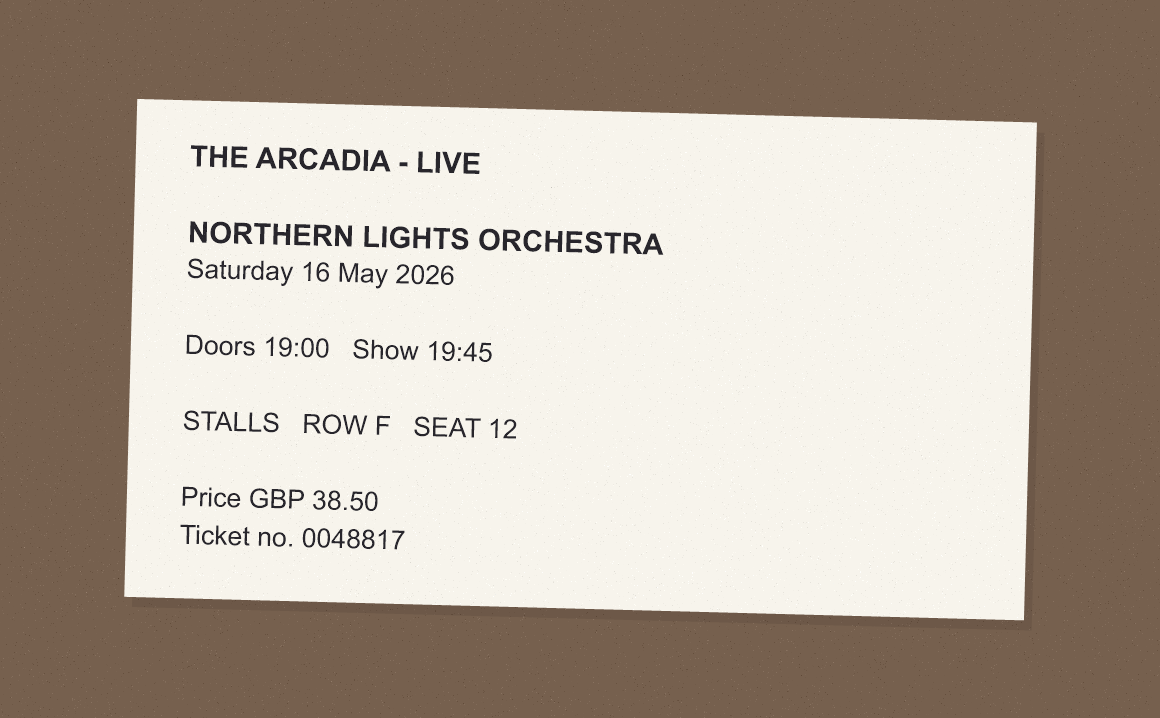 THE ARCADIA - LIVE
NORTHERN LIGHTS ORCHESTRA
Saturday 16 May 2026
Doors 19:00   Show 19:45
STALLS   ROW F   SEAT 12
Price GBP 38.50
Ticket no. 0048817